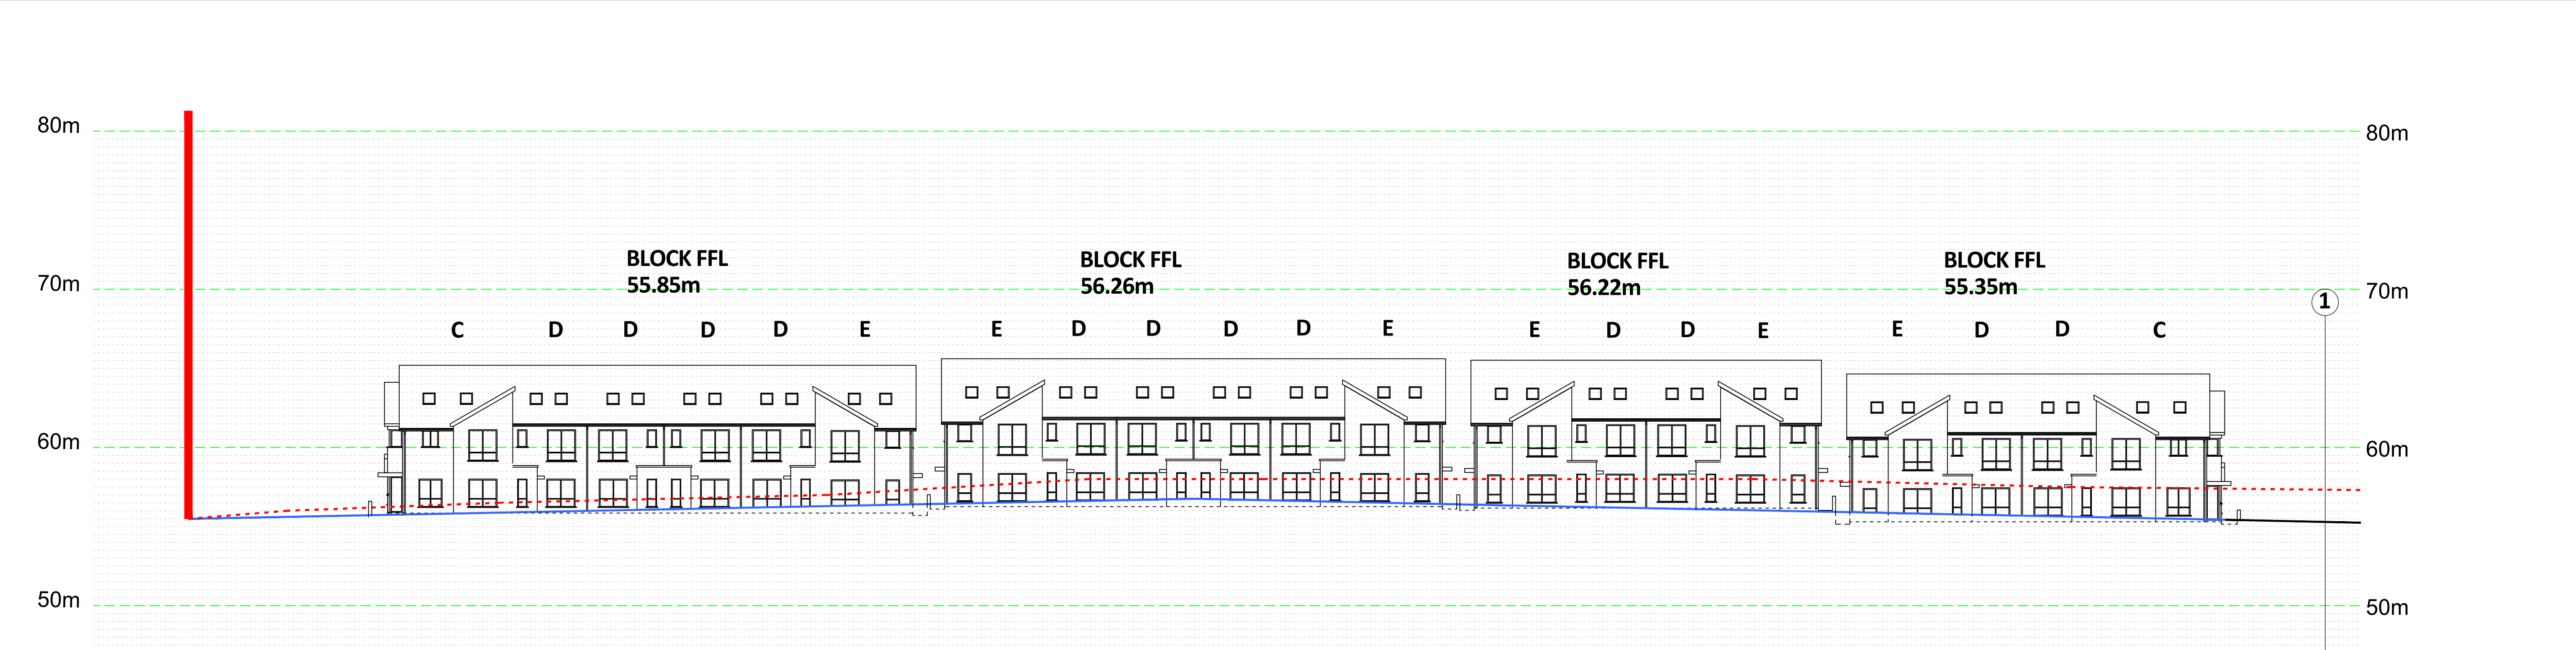 80m
80m
BLOCK FFL
55.85m
BLOCK FFL
56.26m
BLOCK FFL
56.22m
BLOCK FFL
55.35m
70m
70m
1
C D D D D E
E D D D D E
E D D E
E D D C
60m
60m
50m
50m